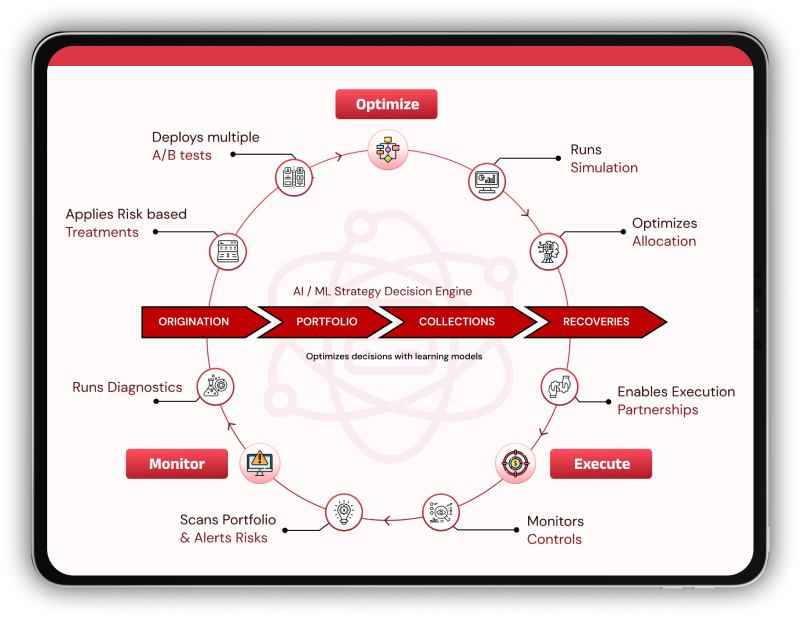 Optimize
Deploys multiple
A/B tests
Runs
Simulation
Applies Risk based
Treatments
Optimizes
Allocation
AI / ML Strategy Decision Engine
ORIGINATION
PORTFOLIO
COLLECTIONS
RECOVERIES
Optimizes decisions with learning models
Runs Diagnostics
Enables Execution
Partnerships
Monitor
Execute
Scans Portfolio
& Alerts Risks
Monitors
Controls